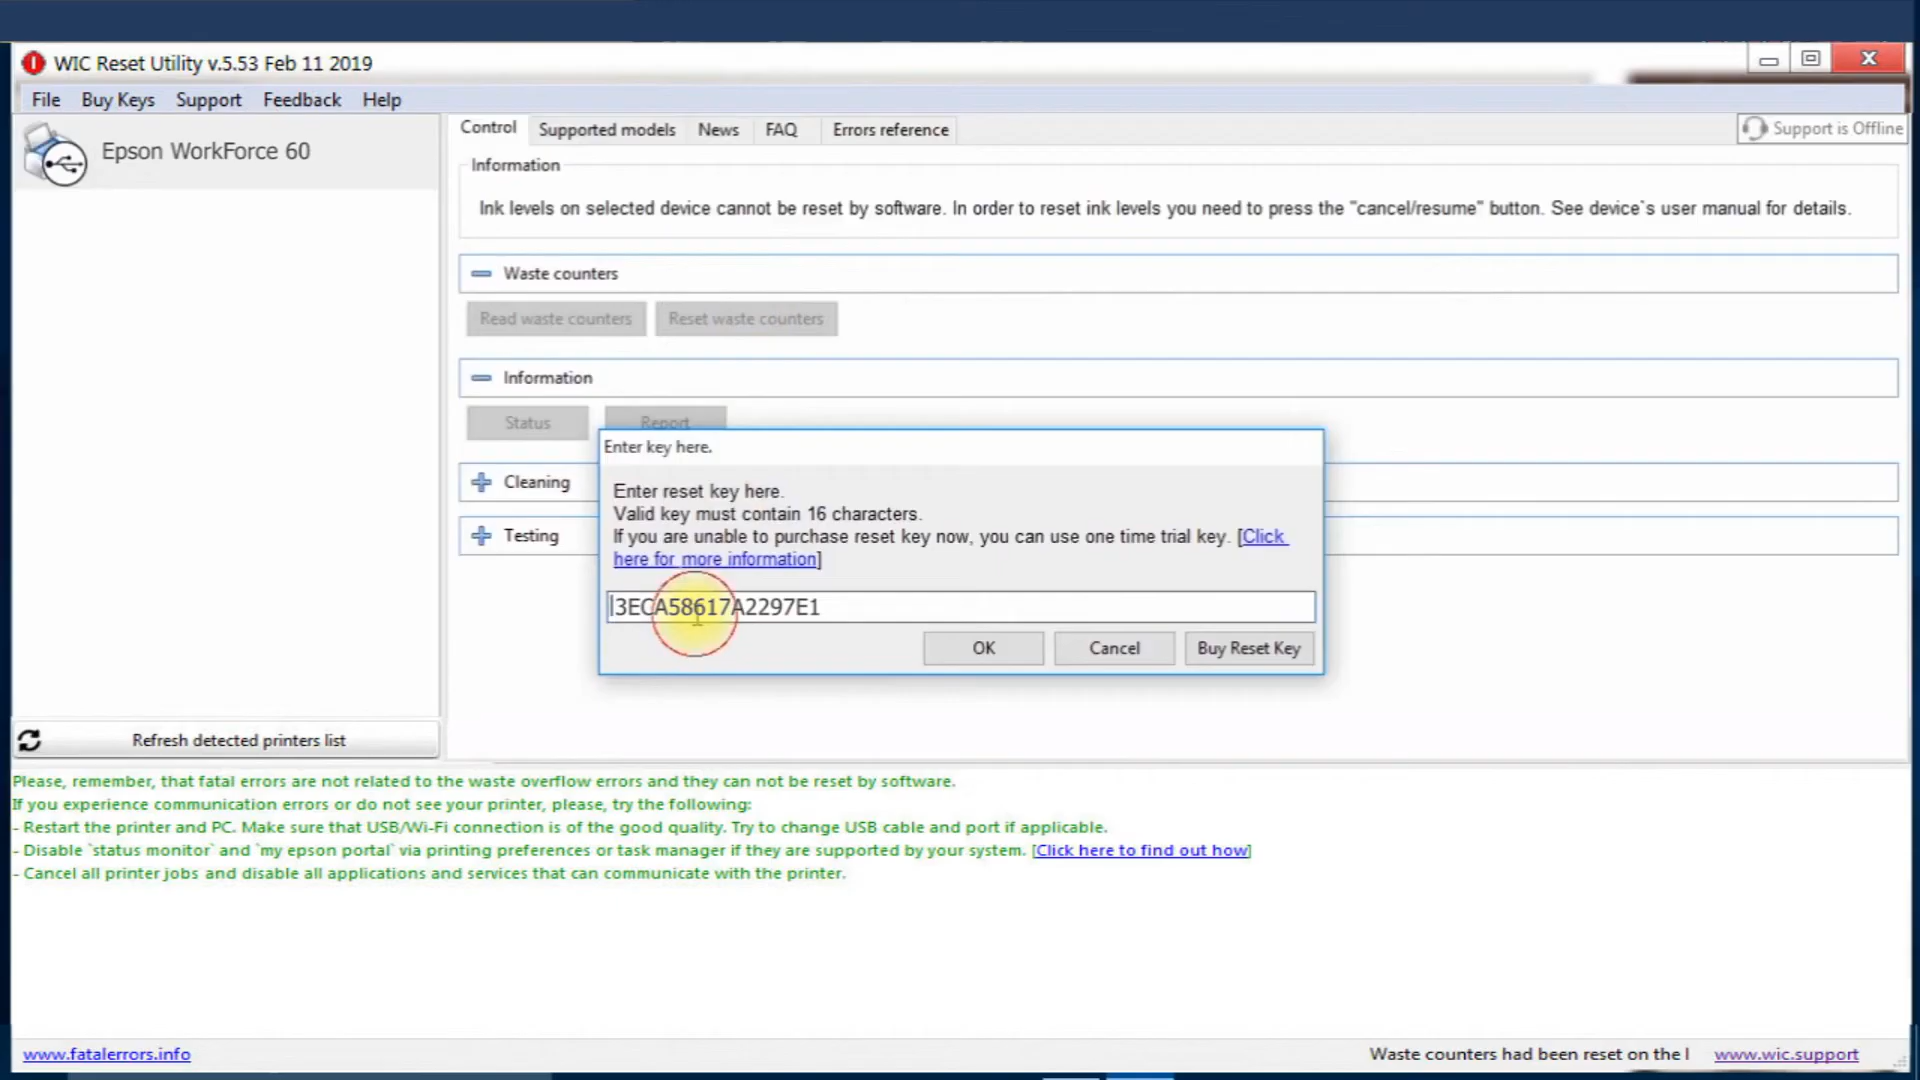 WIC Reset Utility v.5.53 Feb 11 2019
File Buy Keys Support Feedback Help
Epson WorkForce 60
Control Supported models News FAQ Errors reference
Support is Offline
Information
Ink levels on selected device cannot be reset by software. In order to reset ink levels you need to press the "cancel/resume" button. See device`s user manual for details.
Waste counters
Read waste counters Reset waste counters
Information
Status Report
Cleaning
Testing
Enter key here.
Enter reset key here.
Valid key must contain 16 characters.
If you are unable to purchase reset key now, you can use one time trial key. [Click
here for more information]
3ECA58617A2297E1
OK Cancel Buy Reset Key
Refresh detected printers list
Please, remember, that fatal errors are not related to the waste overflow errors and they can not be reset by software.
If you experience communication errors or do not see your printer, please, try the following:
- Restart the printer and PC. Make sure that USB/Wi-Fi connection is of the good quality. Try to change USB cable and port if applicable.
- Disable `status monitor` and `my epson portal` via printing preferences or task manager if they are supported by your system. [Click here to find out how]
- Cancel all printer jobs and disable all applications and services that can communicate with the printer.
www.fatalerrors.info
Waste counters had been reset on the
www.wic.support